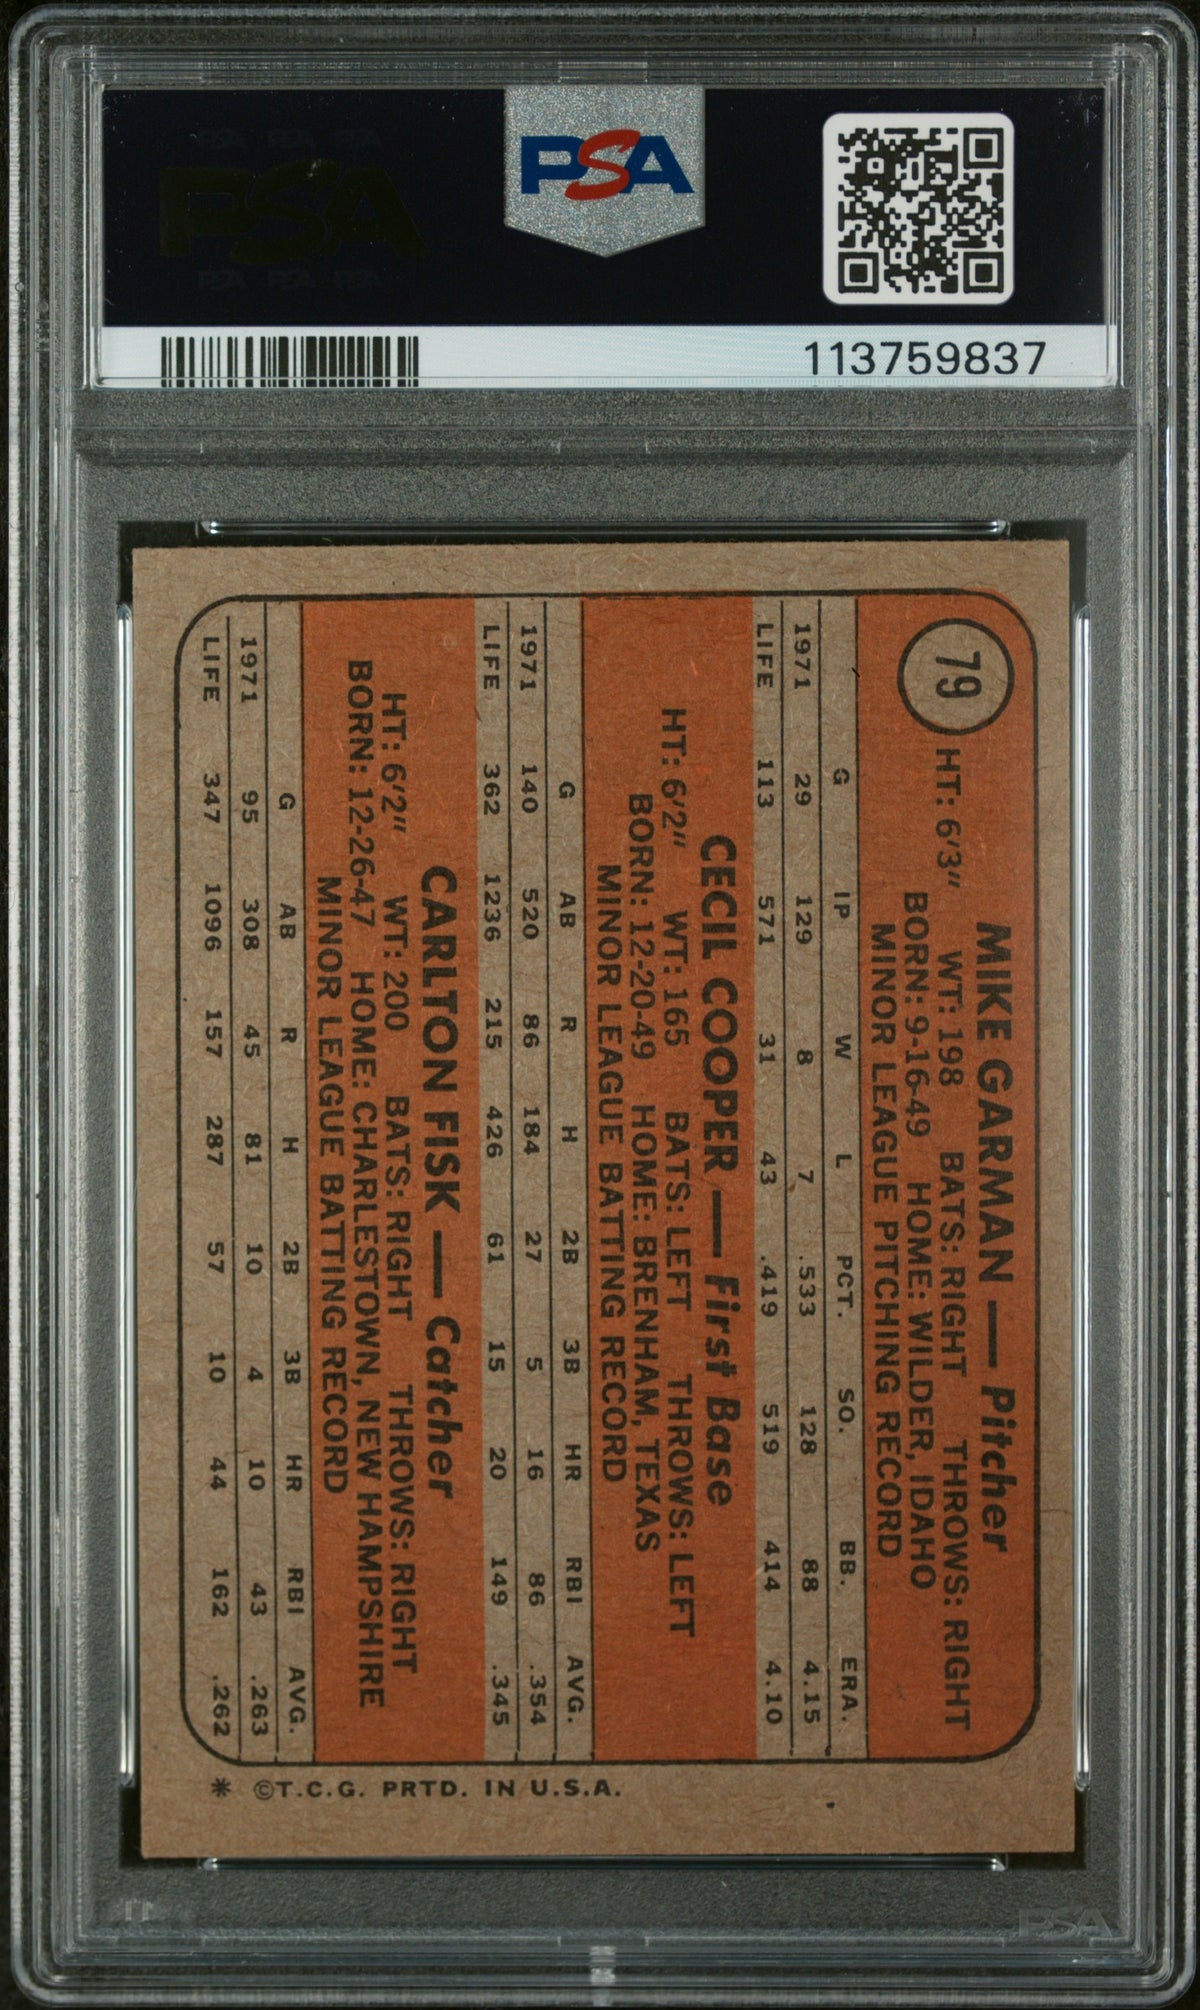 PSA PSA PSA
PSA
PSA PSA PSA
PSA
113759837
79
MIKE GARMAN — Pitcher
HT: 6'3" WT: 198 BATS: RIGHT THROWS: RIGHT
BORN: 9-16-49 HOME: WILDER, IDAHO
MINOR LEAGUE PITCHING RECORD
G IP W L PCT. SO. BB. ERA.
1971 29 129 8 7 .533 128 88 4.15
LIFE 113 571 31 43 .419 519 414 4.10
CECIL COOPER — First Base
HT: 6'2" WT: 165 BATS: LEFT THROWS: LEFT
BORN: 12-20-49 HOME: BRENHAM, TEXAS
MINOR LEAGUE BATTING RECORD
G AB R H 2B 3B HR RBI AVG.
1971 140 520 86 184 27 5 16 86 .354
LIFE 362 1236 215 426 61 15 20 149 .345
CARLTON FISK — Catcher
HT: 6'2" WT: 200 BATS: RIGHT THROWS: RIGHT
BORN: 12-26-47 HOME: CHARLESTOWN, NEW HAMPSHIRE
MINOR LEAGUE BATTING RECORD
G AB R H 2B 3B HR RBI AVG.
1971 95 308 45 81 10 4 10 43 .263
LIFE 347 1096 157 287 57 10 44 162 .262
* ©T.C.G. PRTD. IN U.S.A.
PSA